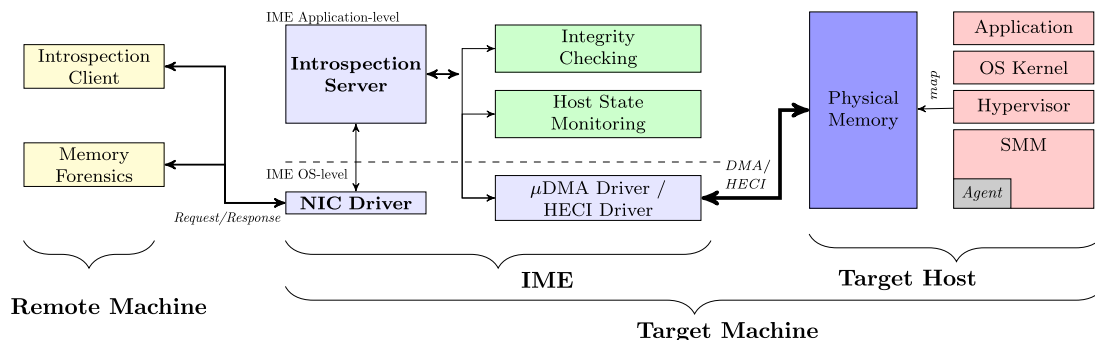 IME Application-level
Introspection
Client
Memory
Forensics
Request/Response
Introspection
Server
IME OS-level
NIC Driver
Integrity
Checking
Host State
Monitoring
µDMA Driver /
HECI Driver
DMA/
HECI
Physical
Memory
map
Application
OS Kernel
Hypervisor
SMM
Agent
Remote Machine
IME
Target Host
Target Machine